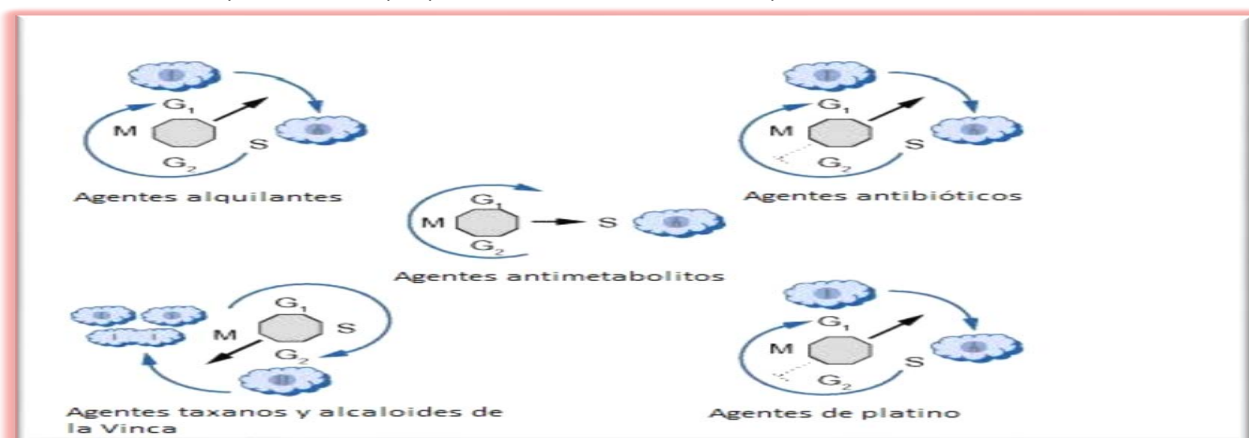 G1
M
S
G2
Agentes alquilantes
G1
M
S
G2
Agentes antibióticos
G1
M
S
G2
Agentes antimetabolitos
G1
M
S
G2
Agentes taxanos y alcaloides de
la Vinca
G1
M
S
G2
Agentes de platino